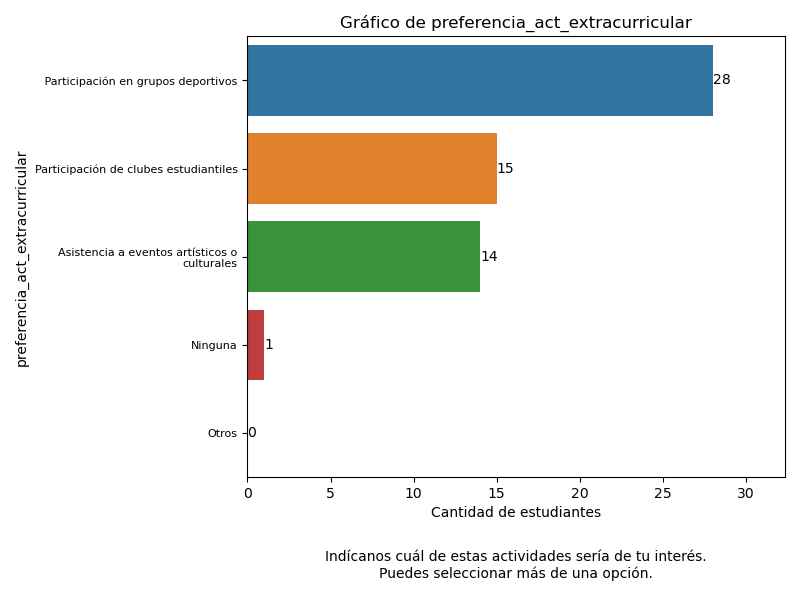 Gráfico de preferencia_act_extracurricular
preferencia_act_extracurricular
Participación en grupos deportivos
28
Participación de clubes estudiantiles
15
Asistencia a eventos artísticos o
culturales
14
Ninguna
1
Otros
0
0 5 10 15 20 25 30
Cantidad de estudiantes
Indícanos cuál de estas actividades sería de tu interés.
Puedes seleccionar más de una opción.